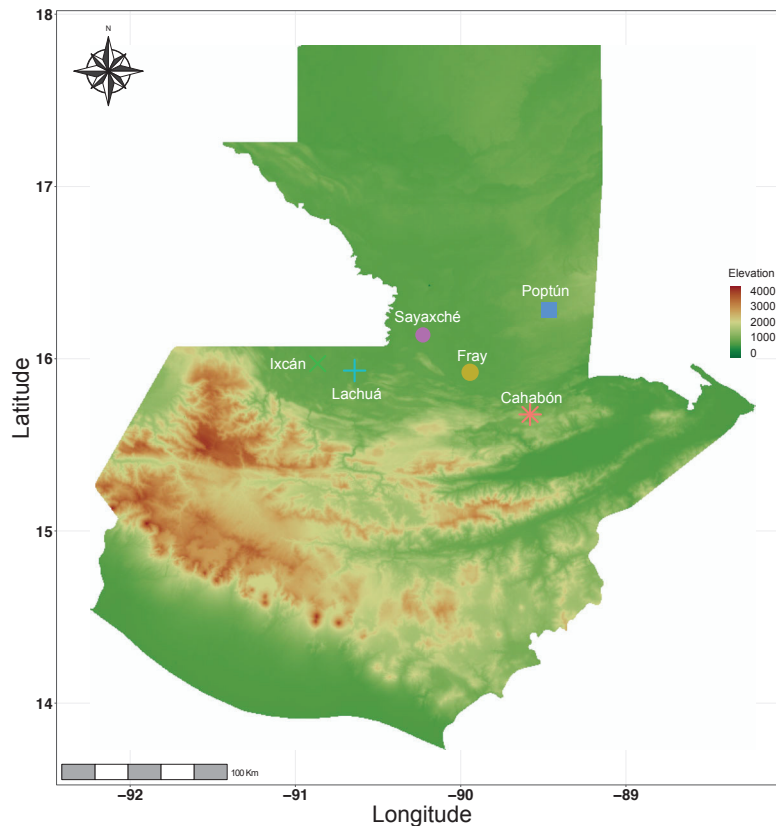 18
N
17
Elevation
4000
3000
2000
1000
0
Poptún
Sayaxché
16
Ixcán
Fray
Lachuá
Cahabón
Latitude
15
14
100 Km
−92
−91
−90
−89
Longitude